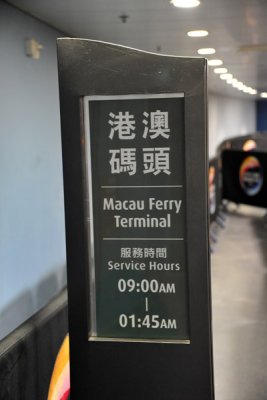 港澳
碼頭
Macau Ferry
Terminal
服務時間
Service Hours
09:00AM
|
01:45AM